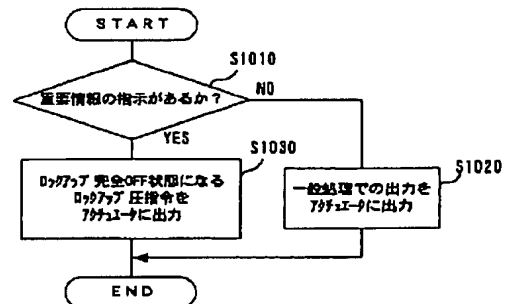 START
S1010
重要情報の指示があるか?
NO
YES
S1030
ロックアップ 完全OFF状態になる
ロックアップ 圧指令を
アクチュエータに出力
S1020
一般処理での出力を
アクチュエータに出力
END